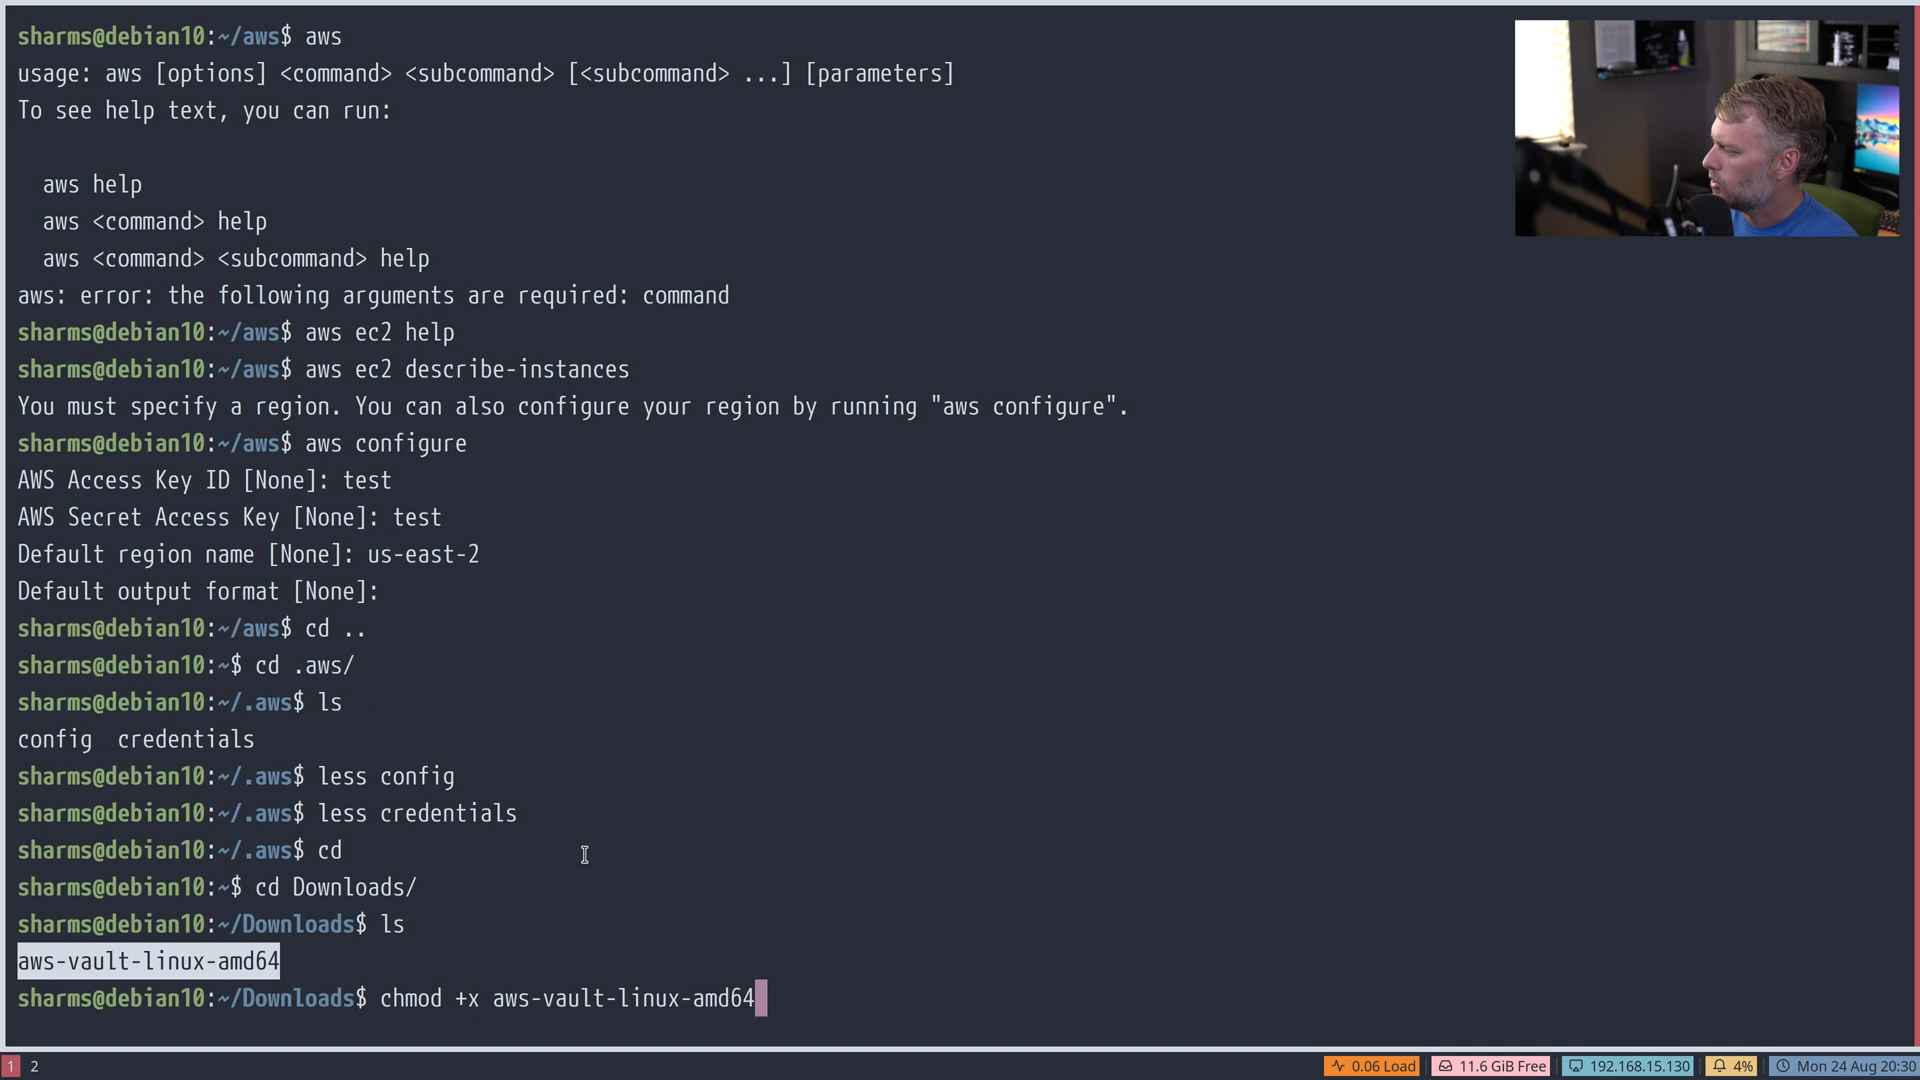 sharms@debian10:~/aws$ aws
usage: aws [options] <command> <subcommand> [<subcommand> ...] [parameters]
To see help text, you can run:
  aws help
  aws <command> help
  aws <command> <subcommand> help
aws: error: the following arguments are required: command
sharms@debian10:~/aws$ aws ec2 help
sharms@debian10:~/aws$ aws ec2 describe-instances
You must specify a region. You can also configure your region by running "aws configure".
sharms@debian10:~/aws$ aws configure
AWS Access Key ID [None]: test
AWS Secret Access Key [None]: test
Default region name [None]: us-east-2
Default output format [None]:
sharms@debian10:~/aws$ cd ..
sharms@debian10:~$ cd .aws/
sharms@debian10:~/.aws$ ls
config  credentials
sharms@debian10:~/.aws$ less config
sharms@debian10:~/.aws$ less credentials
sharms@debian10:~/.aws$ cd
sharms@debian10:~$ cd Downloads/
sharms@debian10:~/Downloads$ ls
aws-vault-linux-amd64
sharms@debian10:~/Downloads$ chmod +x aws-vault-linux-amd64
1 2 0.06 Load 11.6 GiB Free 192.168.15.130 4% Mon 24 Aug 20:30